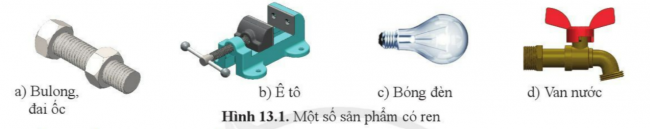 a) Bulong,
đai ốc
b) Ê tô
c) Bóng đèn
d) Van nước
Hình 13.1. Một số sản phẩm có ren